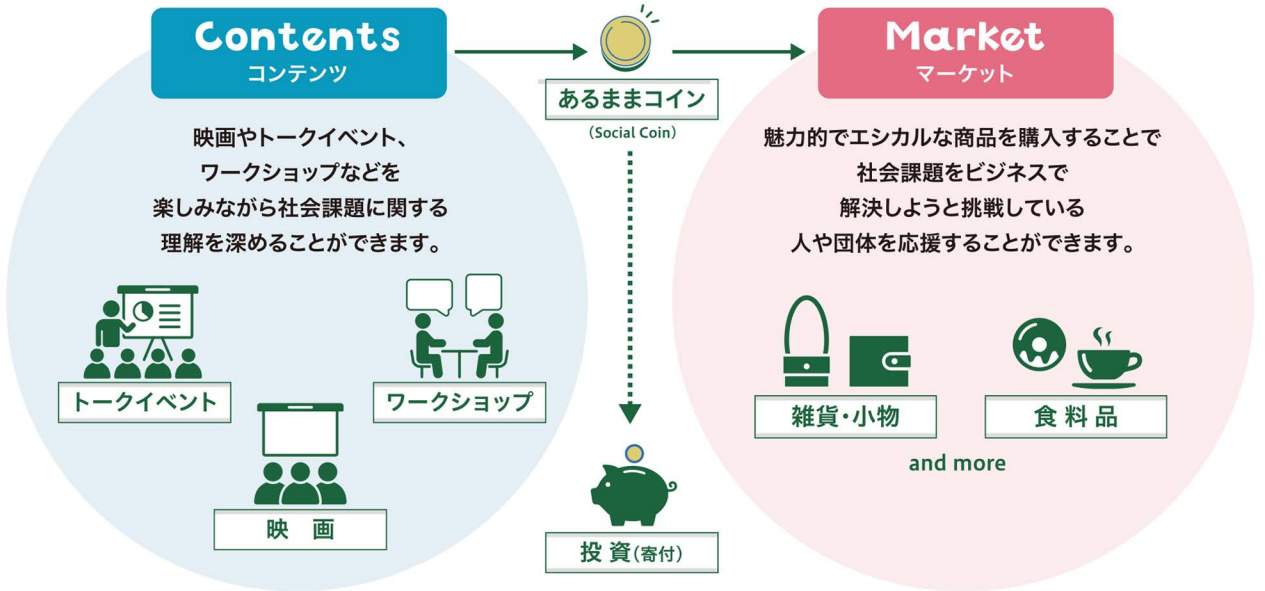 Contents
コンテンツ
映画やトークイベント、
ワークショップなどを
楽しみながら社会課題に関する
理解を深めることができます。
トークイベント
ワークショップ
映 画
あるままコイン
(Social Coin)
投 資(寄付)
Market
マーケット
魅力的でエシカルな商品を購入することで
社会課題をビジネスで
解決しようと挑戦している
人や団体を応援することができます。
雑貨・小物
食 料 品
and more